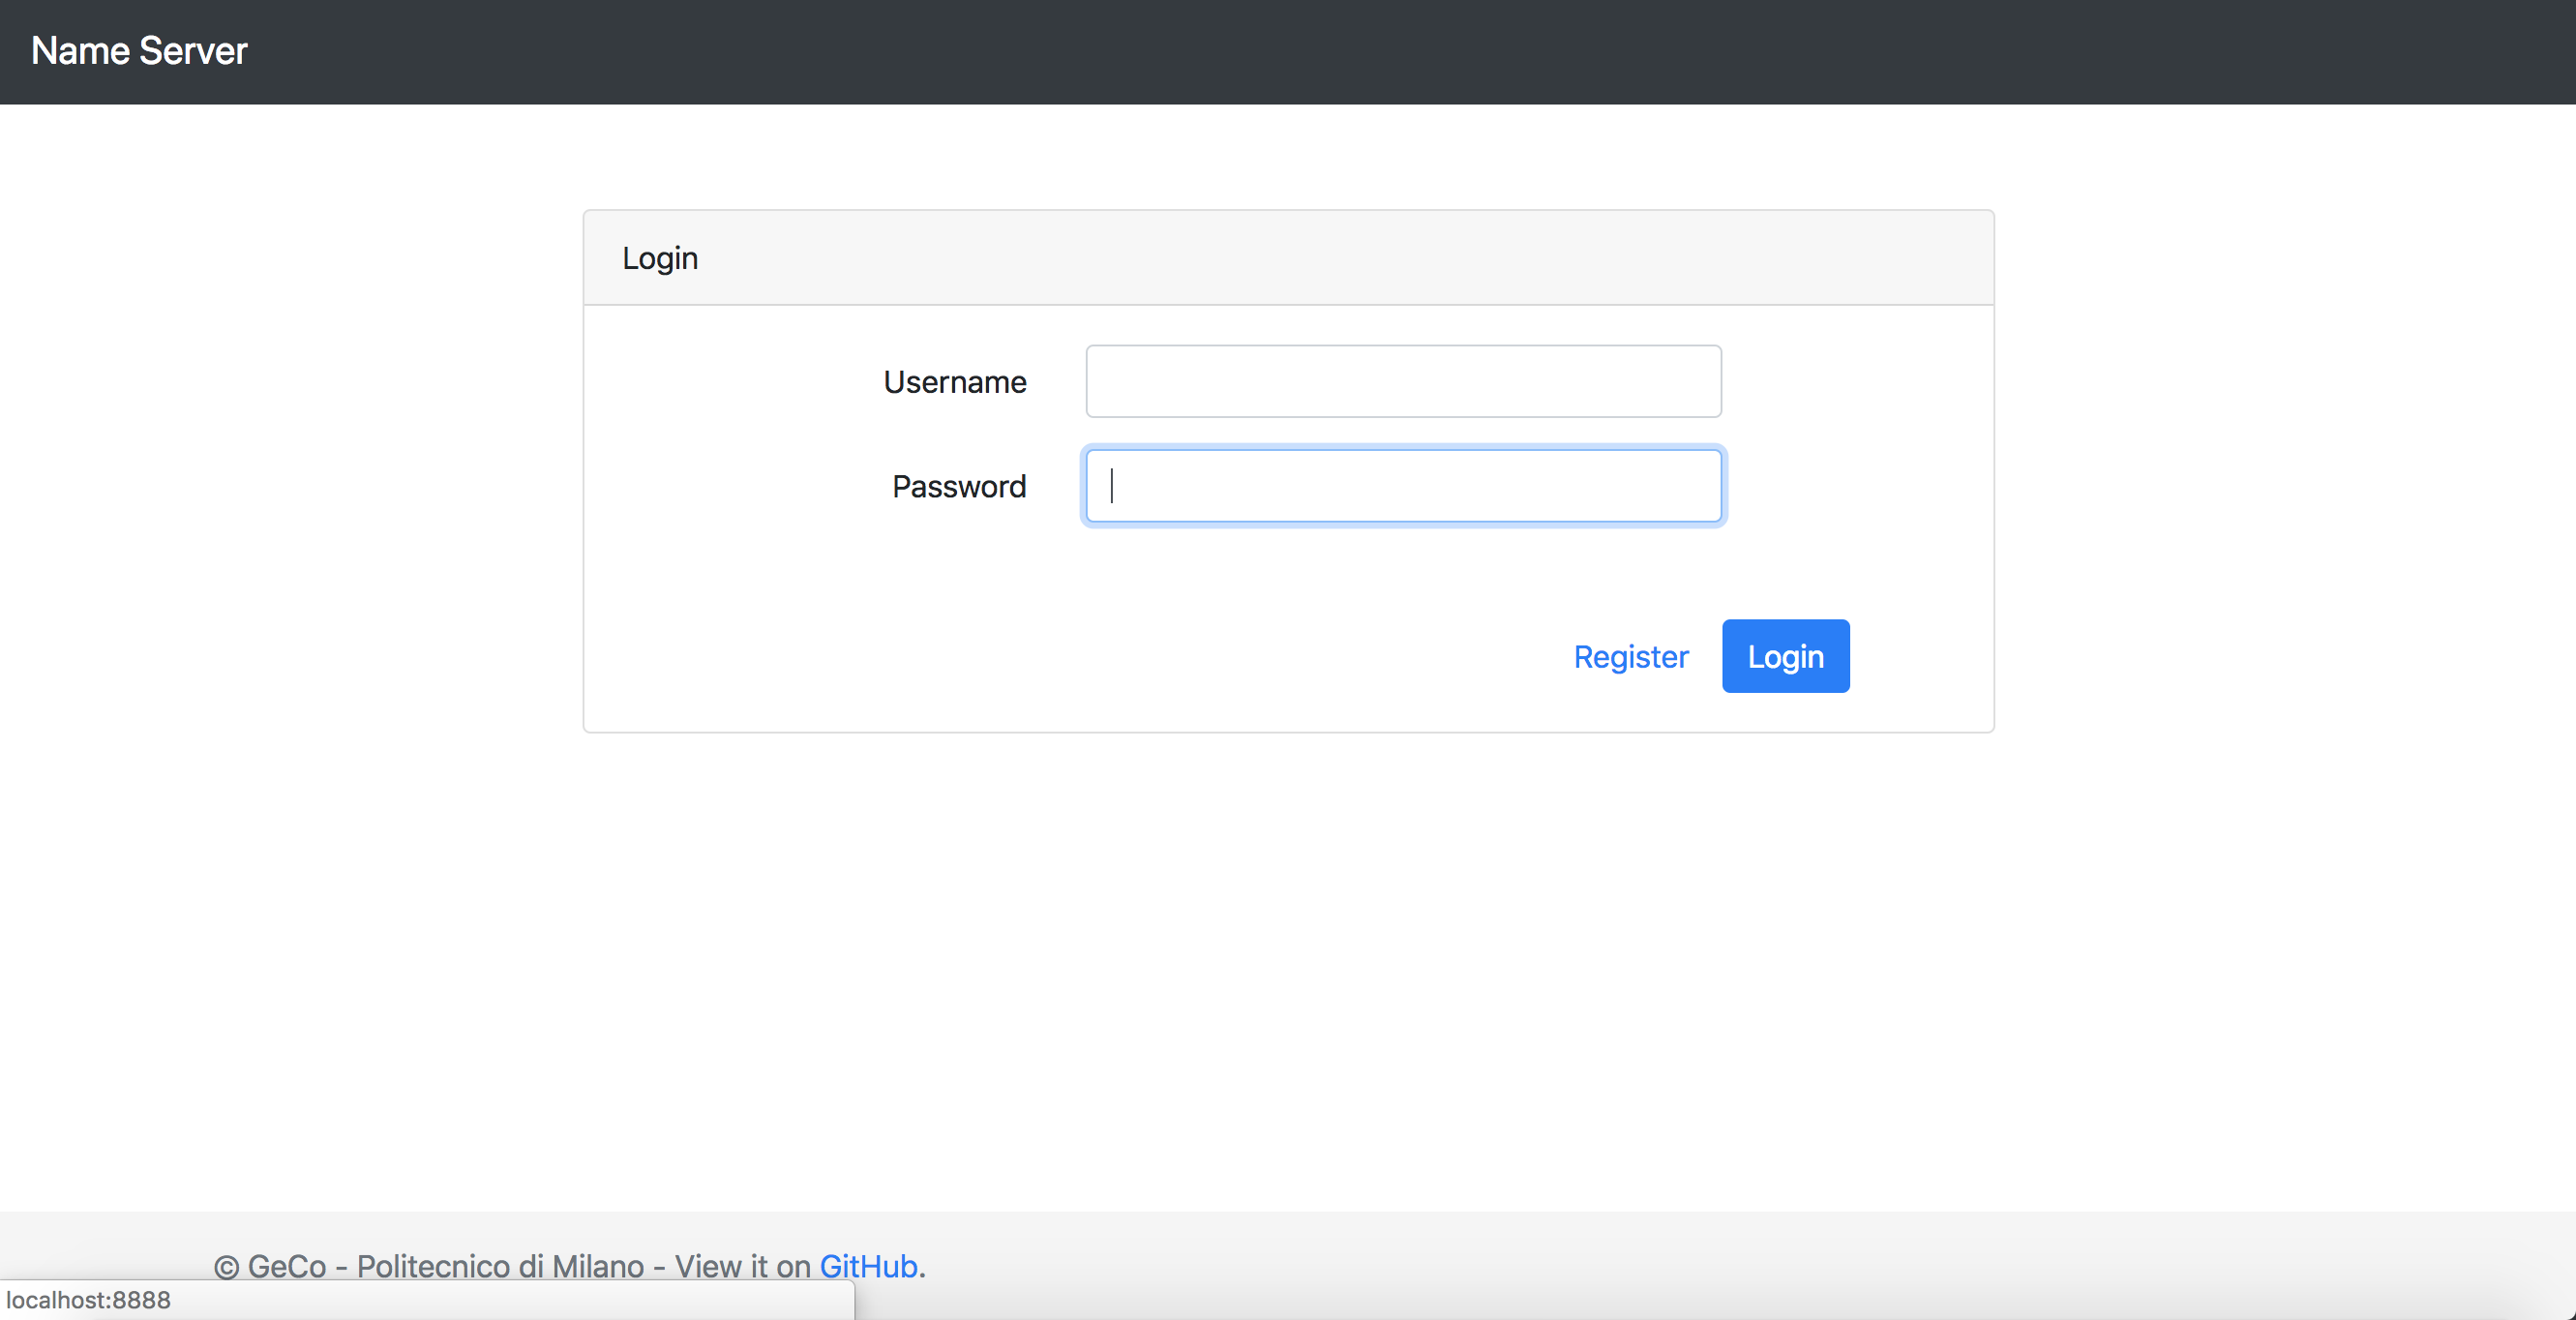 Name Server
Login
Username
Password
Register Login
© GeCo - Politecnico di Milano - View it on GitHub.
localhost:8888